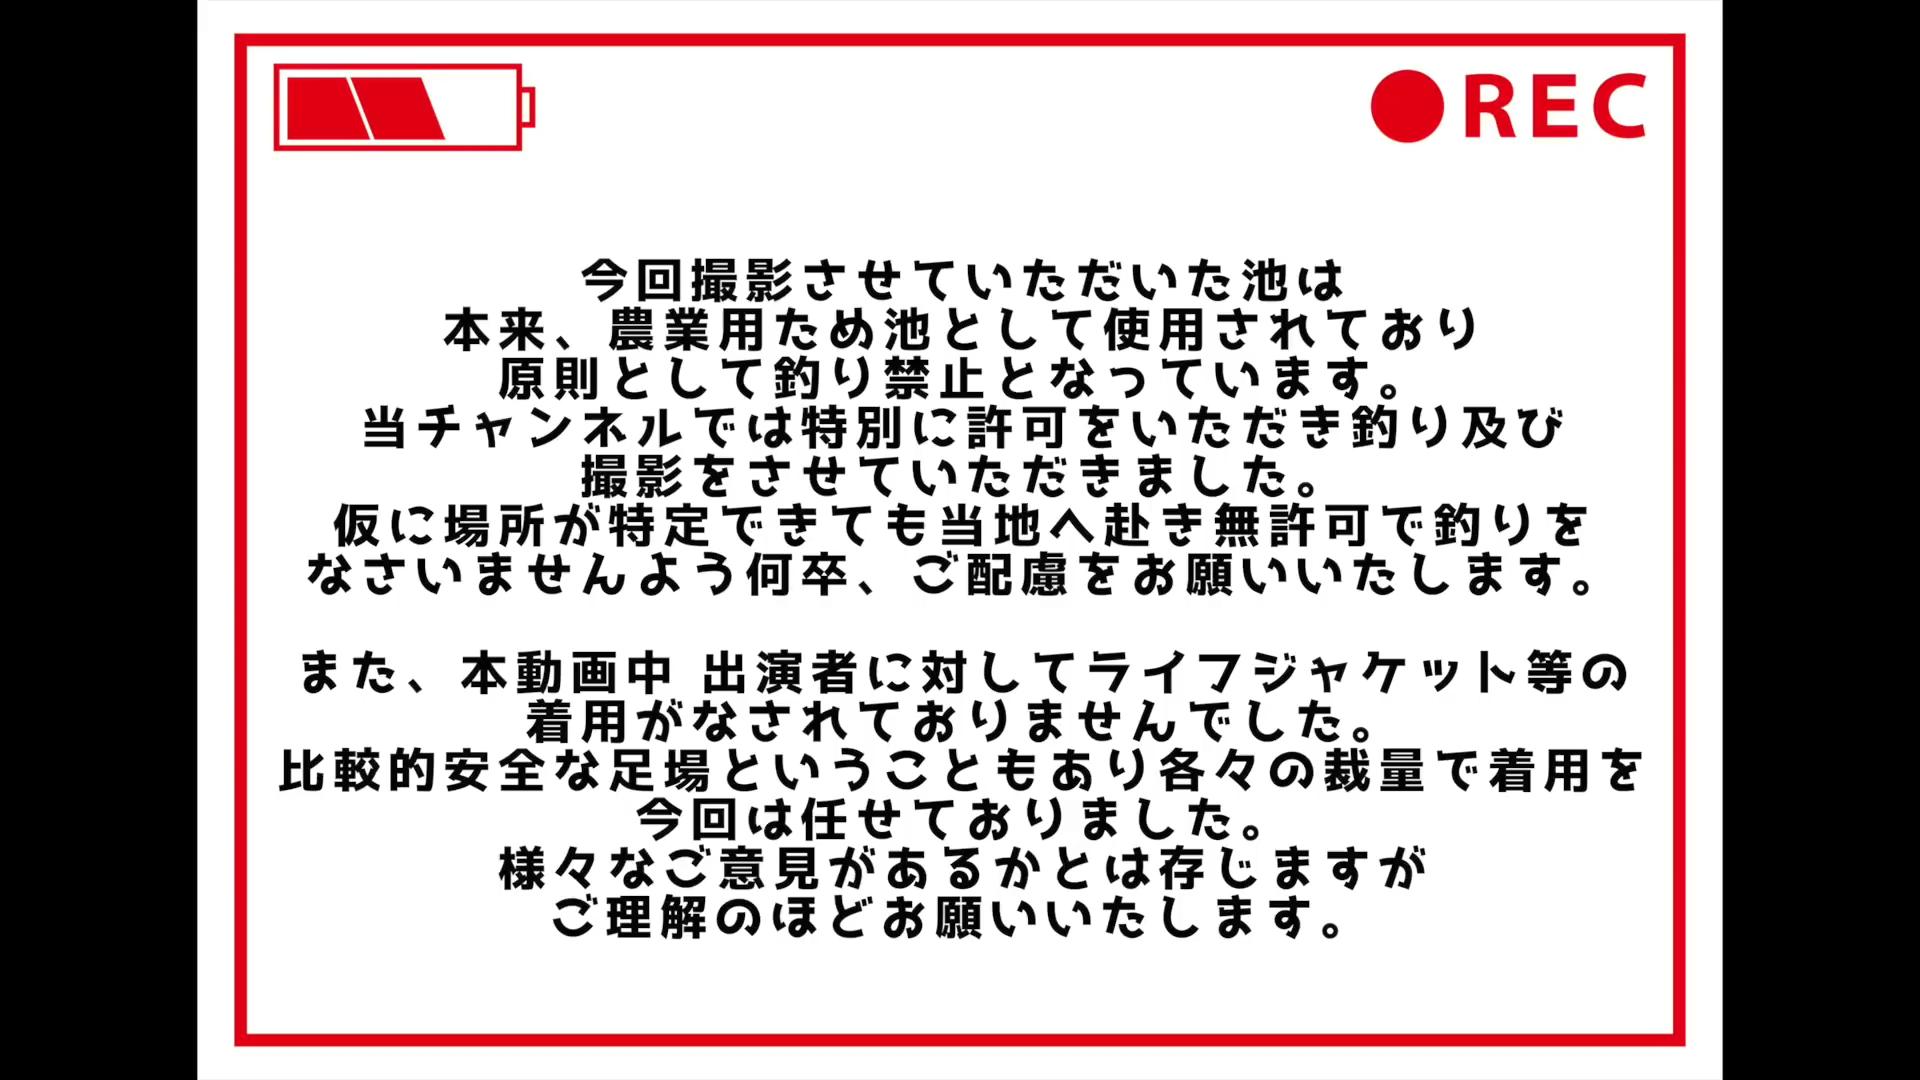 REC
今回撮影させていただいた池は
本来、農業用ため池として使用されており
原則として釣り禁止となっています。
当チャンネルでは特別に許可をいただき釣り及び
撮影をさせていただきました。
仮に場所が特定できても当地へ赴き無許可で釣りを
なさいませんよう何卒、ご配慮をお願いいたします。
また、本動画中 出演者に対してライフジャケット等の
着用がなされておりませんでした。
比較的安全な足場ということもあり各々の裁量で着用を
今回は任せておりました。
様々なご意見があるかとは存じますが
ご理解のほどお願いいたします。